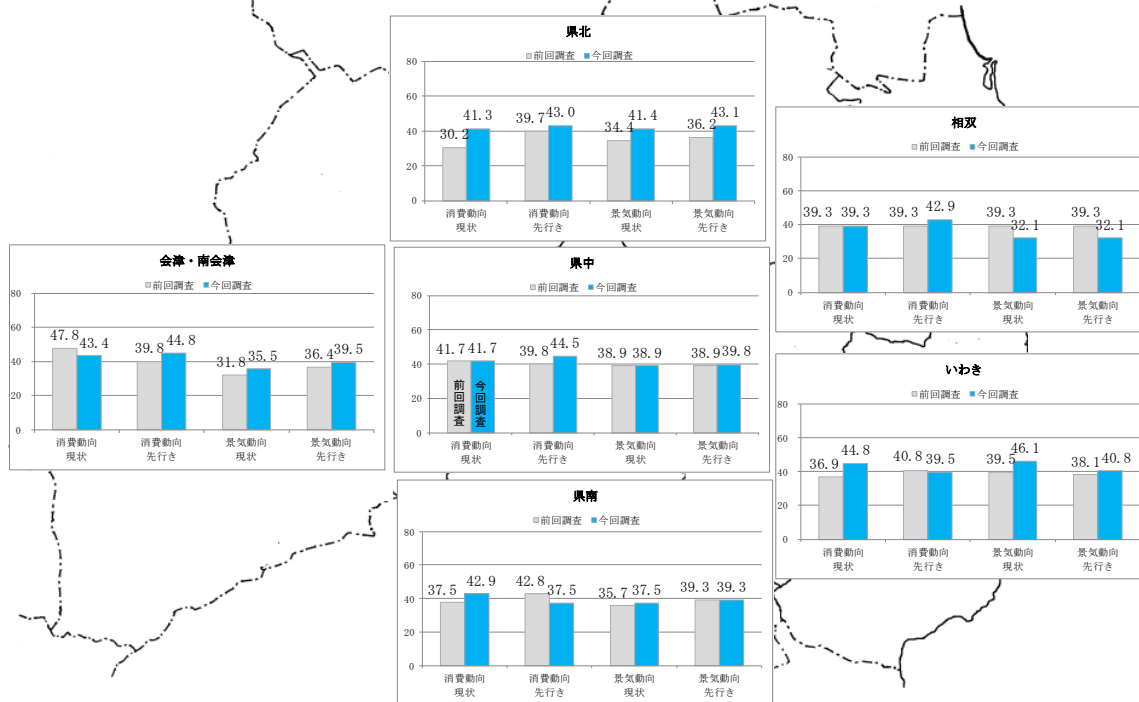 県北
前回調査 今回調査
80
60
40
20
0
30.2 41.3 39.7 43.0 34.4 41.4 36.2 43.1
消費動向 消費動向 景気動向 景気動向
現状 先行き 現状 先行き
相双
前回調査 今回調査
80
60
40
20
0
39.3 39.3 39.3 42.9 39.3 32.1 39.3 32.1
消費動向 消費動向 景気動向 景気動向
現状 先行き 現状 先行き
会津・南会津
前回調査 今回調査
80
60
40
20
0
47.8 43.4 39.8 44.8 31.8 35.5 36.4 39.5
消費動向 消費動向 景気動向 景気動向
現状 先行き 現状 先行き
県中
前回調査 今回調査
80
60
40
20
0
41.7 41.7 39.8 44.5 38.9 38.9 38.9 39.8
前回調査
今回調査
消費動向 消費動向 景気動向 景気動向
現状 先行き 現状 先行き
いわき
前回調査 今回調査
80
60
40
20
0
36.9 44.8 40.8 39.5 39.5 46.1 38.1 40.8
消費動向 消費動向 景気動向 景気動向
現状 先行き 現状 先行き
県南
前回調査 今回調査
80
60
40
20
0
37.5 42.9 42.8 37.5 35.7 37.5 39.3 39.3
消費動向 消費動向 景気動向 景気動向
現状 先行き 現状 先行き